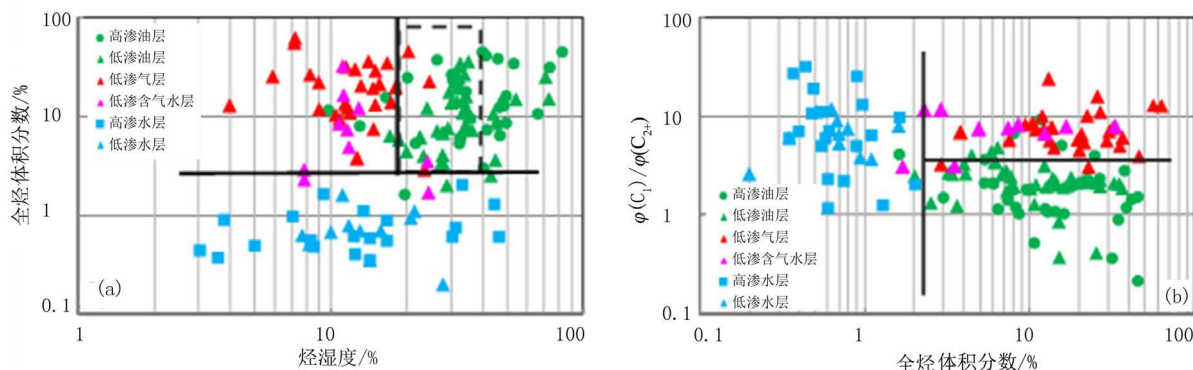 100
10
1
0.1
全烃体积分数/%
高渗油层
低渗油层
低渗气层
低渗含气水层
高渗水层
低渗水层
(a)
1
10
100
烃湿度/%
100
10
1
0.1
φ(C₁)/φ(C₂₊)
高渗油层
低渗油层
低渗气层
低渗含气水层
高渗水层
低渗水层
(b)
0.1
1
10
100
全烃体积分数/%